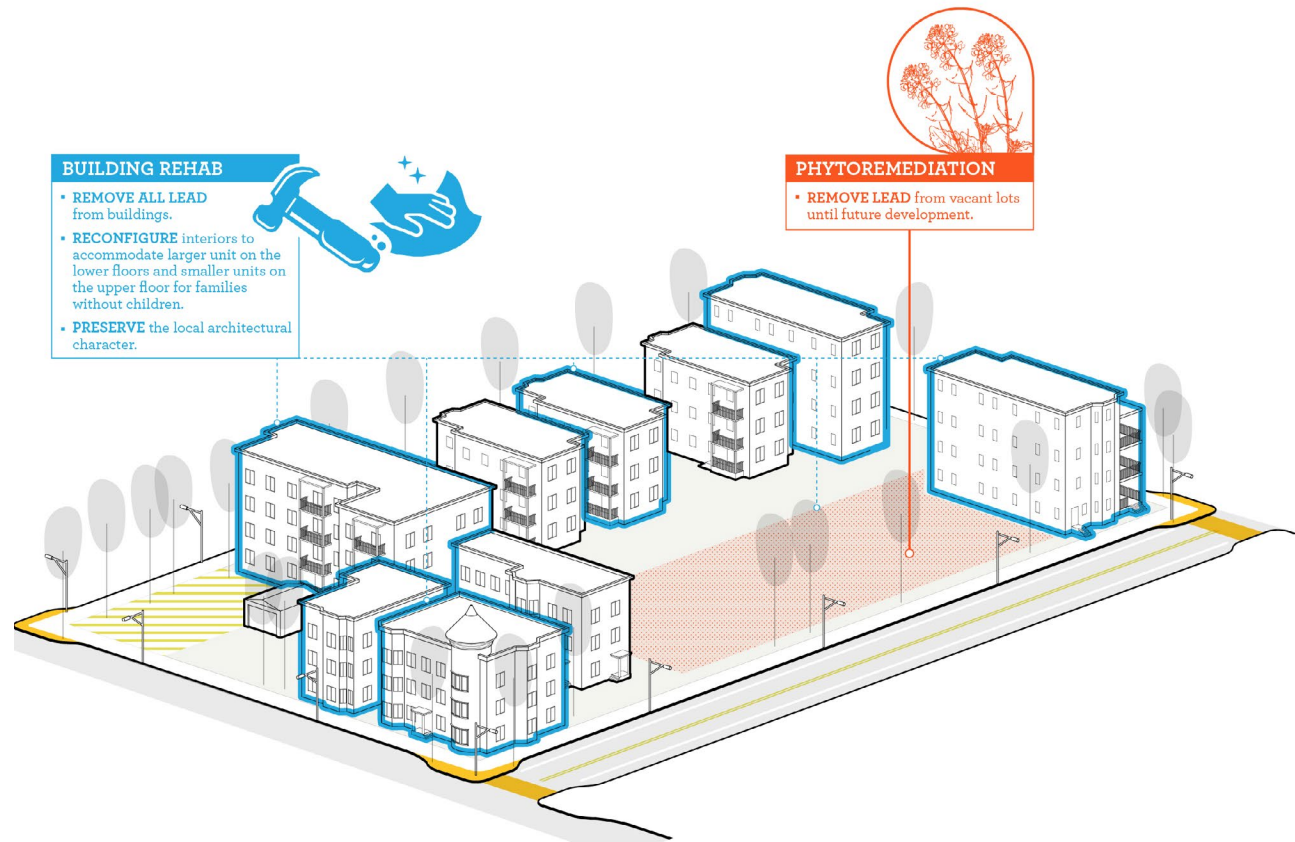 BUILDING REHAB
▪ REMOVE ALL LEAD
from buildings.
▪ RECONFIGURE interiors to
accommodate larger unit on the
lower floors and smaller units on
the upper floor for families
without children.
▪ PRESERVE the local architectural
character.
PHYTOREMEDIATION
▪ REMOVE LEAD from vacant lots
until future development.